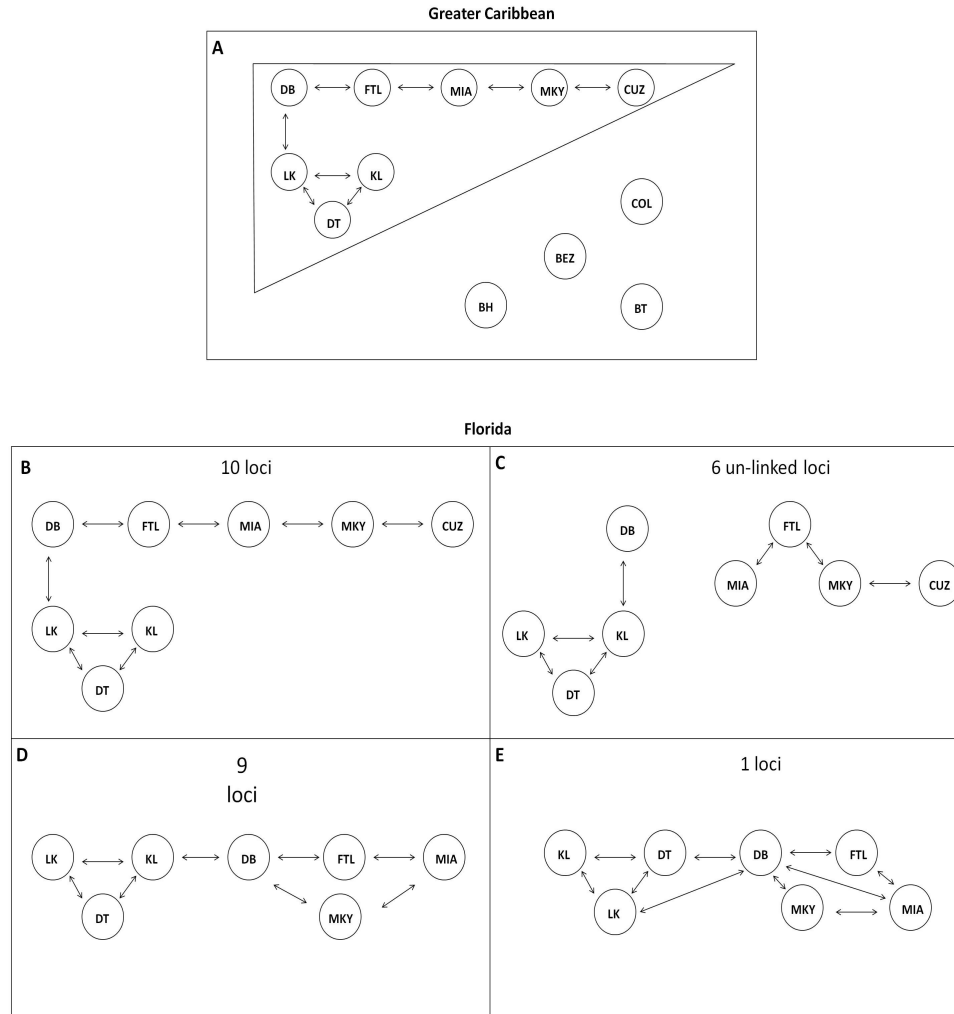 Greater Caribbean
A
DB FTL MIA MKY CUZ
LK KL
DT
COL
BEZ
BH BT
Florida
B 10 loci
DB FTL MIA MKY CUZ
LK KL
DT
C 6 un-linked loci
DB FTL
MIA MKY CUZ
LK KL
DT
D 9
loci
LK KL DB FTL MIA
DT MKY
E 1 loci
KL DT DB FTL
LK MKY MIA